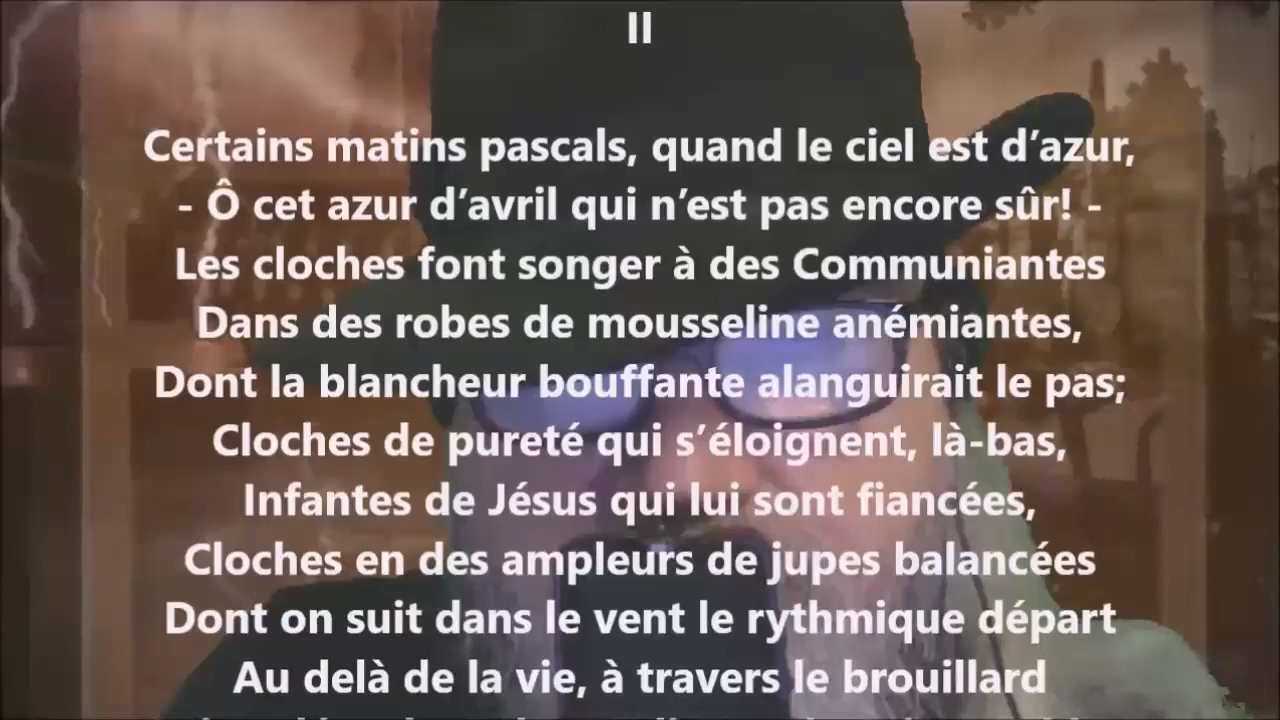 II
Certains matins pascals, quand le ciel est d’azur,
- Ô cet azur d’avril qui n’est pas encore sûr! -
Les cloches font songer à des Communiantes
Dans des robes de mousseline anémiantes,
Dont la blancheur bouffante alanguirait le pas;
Cloches de pureté qui s’éloignent, là-bas,
Infantes de Jésus qui lui sont fiancées,
Cloches en des ampleurs de jupes balancées
Dont on suit dans le vent le rythmique départ
Au delà de la vie, à travers le brouillard